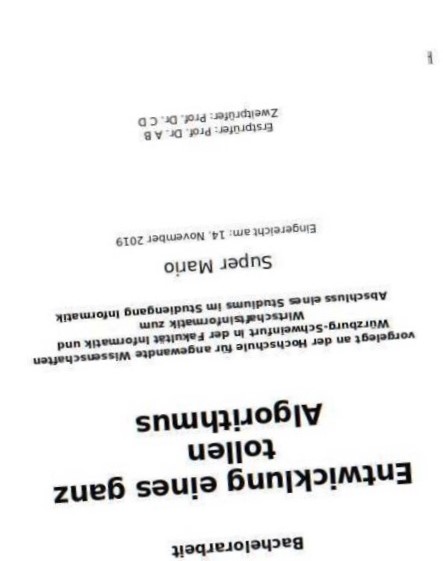 Bachelorarbeit
Entwicklung eines ganz
tollen
Algorithmus
vorgelegt an der Hochschule für angewandte Wissenschaften
Würzburg-Schweinfurt in der Fakultät Informatik und
Wirtschaftsinformatik zum
Abschluss eines Studiums im Studiengang Informatik
Super Mario
Eingereicht am: 14. November 2019
Erstprüfer: Prof. Dr. A B
Zweitprüfer: Prof. Dr. C D